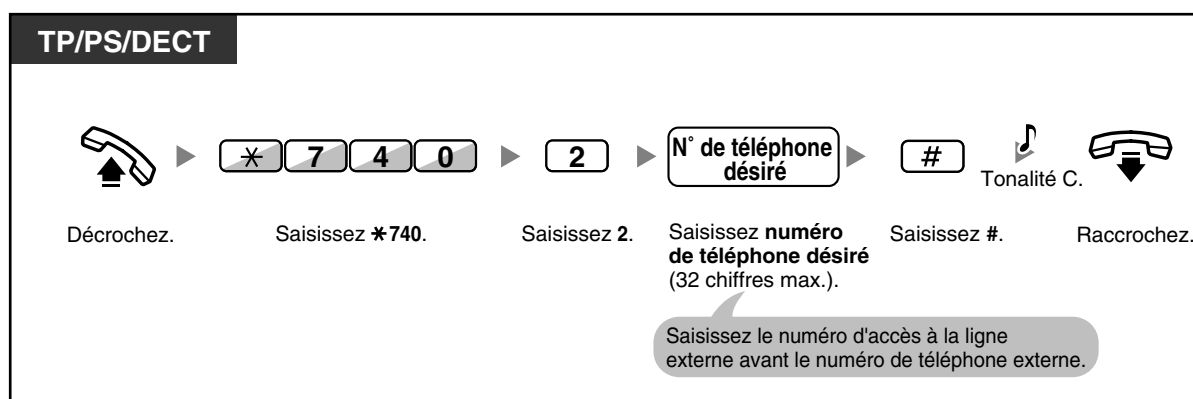 TP/PS/DECT
✳ 7 4 0
2
N° de téléphone
désiré
#
Tonalité C.
Décrochez.
Saisissez ✳740.
Saisissez 2.
Saisissez numéro
de téléphone désiré
(32 chiffres max.).
Saisissez #.
Raccrochez.
Saisissez le numéro d'accès à la ligne
externe avant le numéro de téléphone externe.